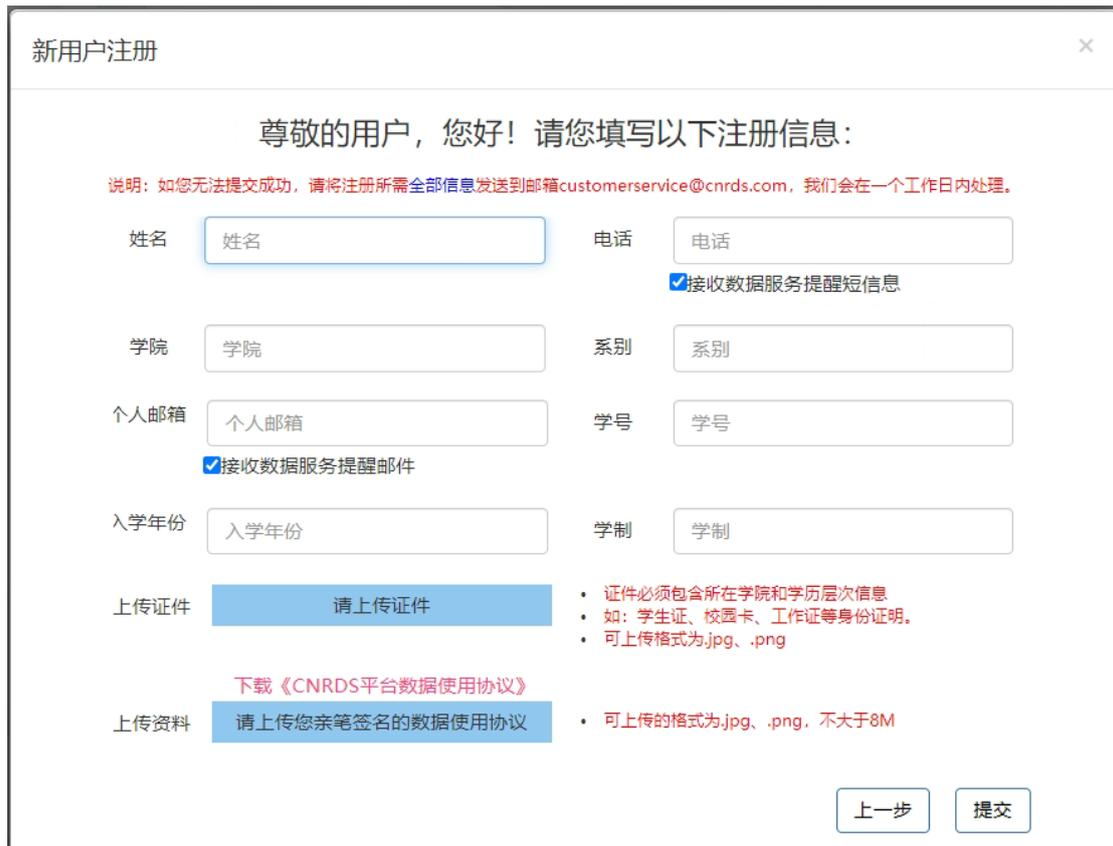 新用户注册
×
尊敬的用户，您好！请您填写以下注册信息：
说明：如您无法提交成功，请将注册所需全部信息发送到邮箱customerservice@cnrds.com，我们会在一个工作日内处理。
姓名 姓名 电话 电话
接收数据服务提醒短信息
学院 学院 系别 系别
个人邮箱 个人邮箱 学号 学号
接收数据服务提醒邮件
入学年份 入学年份 学制 学制
• 证件必须包含所在学院和学历层次信息
上传证件 请上传证件 • 如：学生证、校园卡、工作证等身份证明。
• 可上传格式为.jpg、.png
下载《CNRDS平台数据使用协议》
上传资料 请上传您亲笔签名的数据使用协议 • 可上传的格式为.jpg、.png，不大于8M
上一步 提交